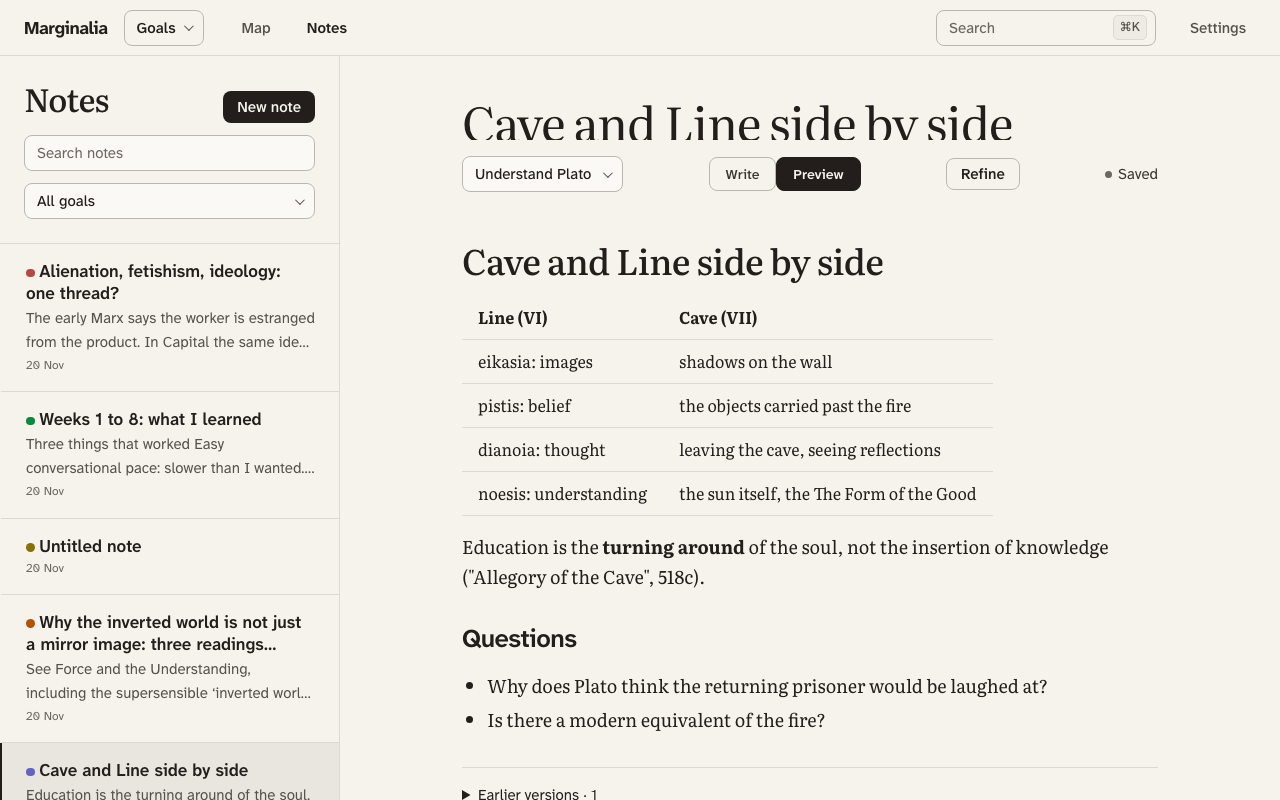 Marginalia
Goals
Map
Notes
Search
⌘K
Settings
Notes
New note
Search notes
All goals
Alienation, fetishism, ideology:
one thread?
The early Marx says the worker is estranged
from the product. In Capital the same ide…
20 Nov
Weeks 1 to 8: what I learned
Three things that worked Easy
conversational pace: slower than I wanted.…
20 Nov
Untitled note
20 Nov
Why the inverted world is not just
a mirror image: three readings…
See Force and the Understanding,
including the supersensible ‘inverted worl…
20 Nov
Cave and Line side by side
Education is the turning around of the soul,
Cave and Line side by side
Understand Plato
Write
Preview
Refine
Saved
Cave and Line side by side
Line (VI) Cave (VII)
eikasia: images shadows on the wall
pistis: belief the objects carried past the fire
dianoia: thought leaving the cave, seeing reflections
noesis: understanding the sun itself, the The Form of the Good
Education is the turning around of the soul, not the insertion of knowledge
("Allegory of the Cave", 518c).
Questions
Why does Plato think the returning prisoner would be laughed at?
Is there a modern equivalent of the fire?
Earlier versions · 1